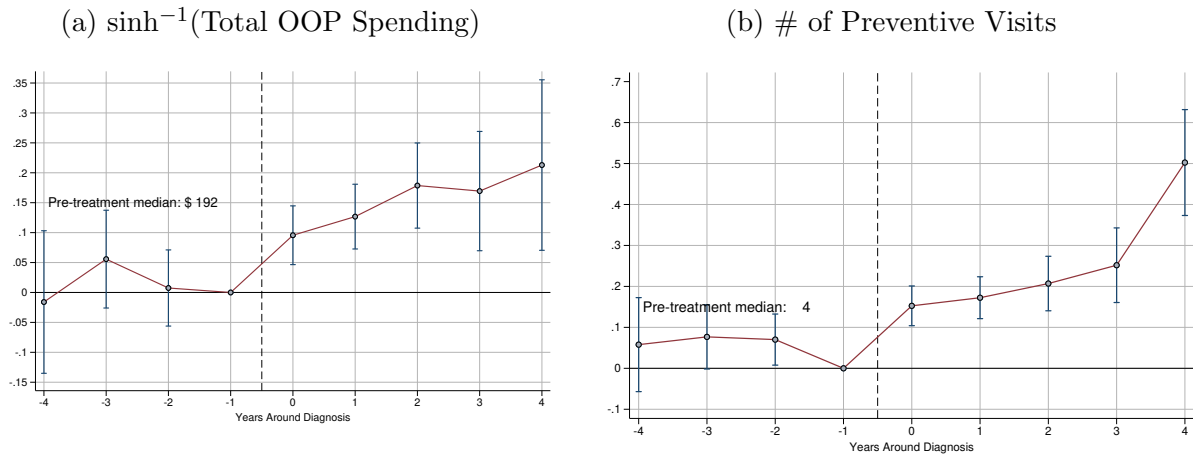 (a) sinh⁻¹(Total OOP Spending)
.35
.3
.25
.2
.15
.1
.05
0
-.05
-.1
-.15
Pre-treatment median: $ 192
-4 -3 -2 -1 0 1 2 3 4
Years Around Diagnosis
(b) # of Preventive Visits
.7
.6
.5
.4
.3
.2
.1
0
-.1
Pre-treatment median: 4
-4 -3 -2 -1 0 1 2 3 4
Years Around Diagnosis